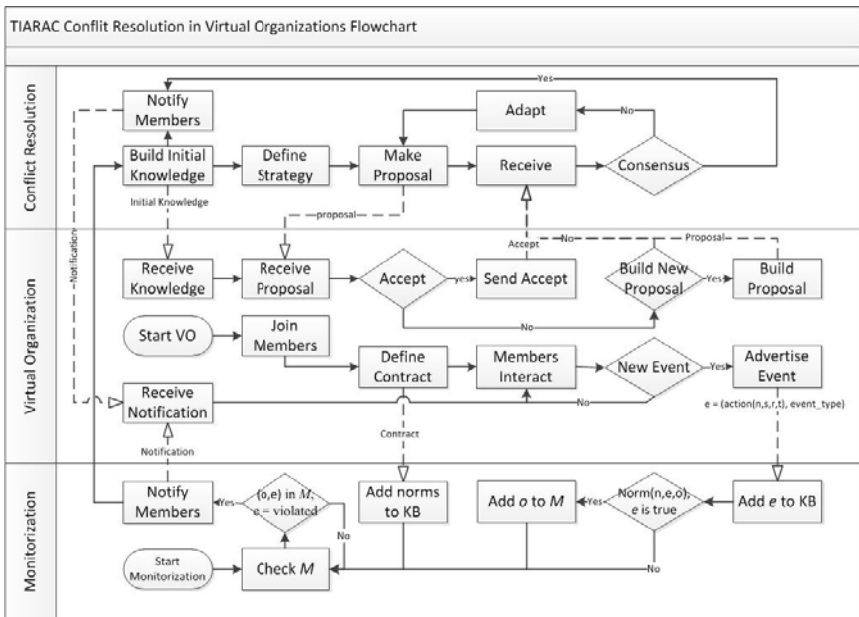 TIARAC Conflit Resolution in Virtual Organizations Flowchart
Conflict Resolution
Yes
Notify
Members
Adapt
No
Build Initial
Knowledge
Define
Strategy
Make
Proposal
Receive
Consensus
Initial Knowledge
proposal
Virtual Organization
Notification
Accept
No
Proposal
Receive
Knowledge
Receive
Proposal
Accept
yes
Send Accept
Build New
Proposal
Yes
Build
Proposal
No
Start VO
Join
Members
Define
Contract
Members
Interact
New Event
Yes
Advertise
Event
Receive
Notification
No
e = (action(n,s,r,t), event_type)
Contract
Notification
Monitorization
Notify
Members
Yes
(o,e) in M,
e = violated
No
Add norms
to KB
Add o to M
Yes
Norm(n,e,o),
e is true
Add e to KB
No
Start
Monitorization
Check M